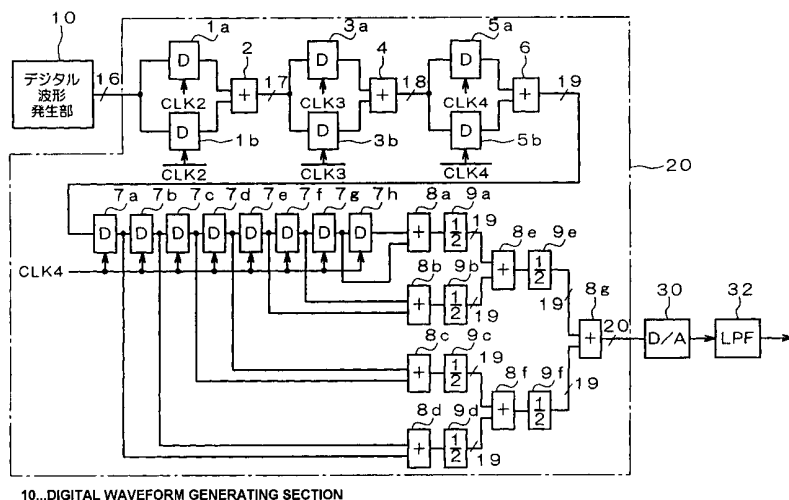 10
デジタル
波形
発生部
16
1a
D
CLK2
D
1b
CLK2
2
+
17
3a
D
CLK3
D
3b
CLK3
4
+
18
5a
D
CLK4
D
5b
CLK4
6
+
19
20
7a 7b 7c 7d 7e 7f 7g 7h
D D D D D D D D
CLK4
8a
+
9a
1/2
19
8b
+
9b
1/2
19
8c
+
9c
1/2
19
8d
+
9d
1/2
19
8e
+
9e
1/2
19
8f
+
9f
1/2
19
8g
+
20
30
D/A
32
LPF
10...DIGITAL WAVEFORM GENERATING SECTION